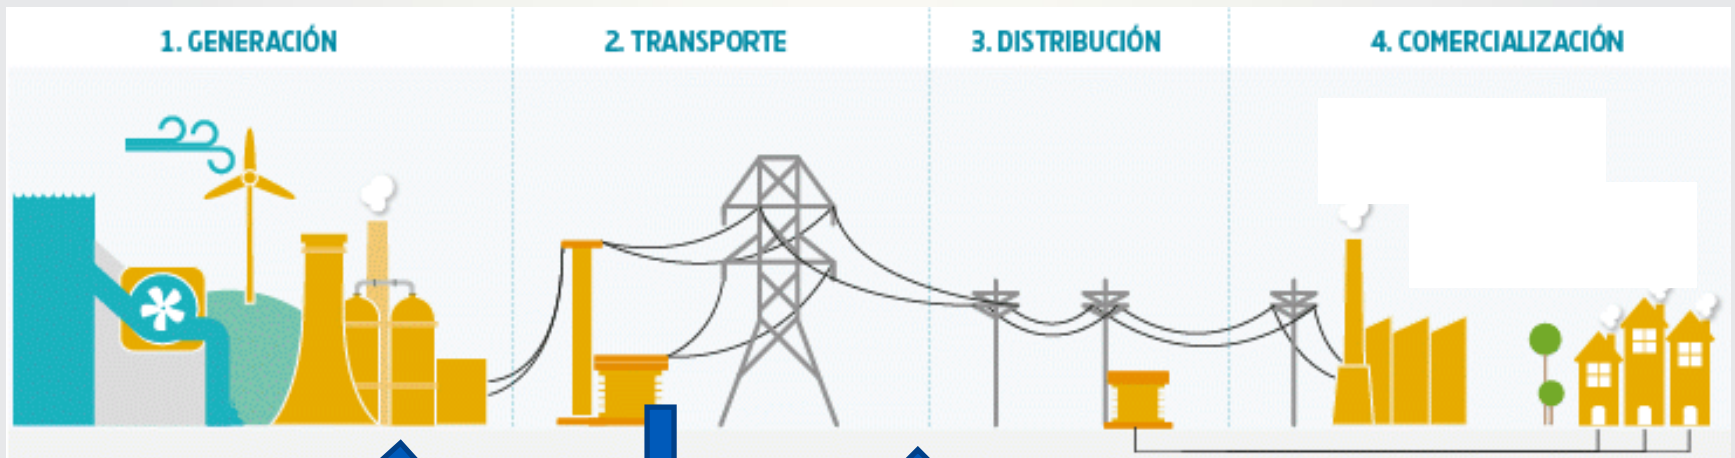 1. GENERACIÓN
2. TRANSPORTE
3. DISTRIBUCIÓN
4. COMERCIALIZACIÓN